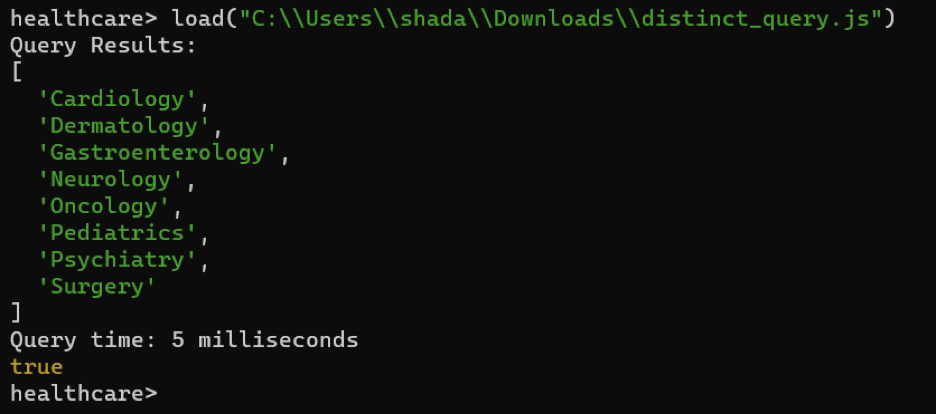 healthcare> load("C:\\Users\\shada\\Downloads\\distinct_query.js")
Query Results:
[
  'Cardiology',
  'Dermatology',
  'Gastroenterology',
  'Neurology',
  'Oncology',
  'Pediatrics',
  'Psychiatry',
  'Surgery'
]
Query time: 5 milliseconds
true
healthcare>